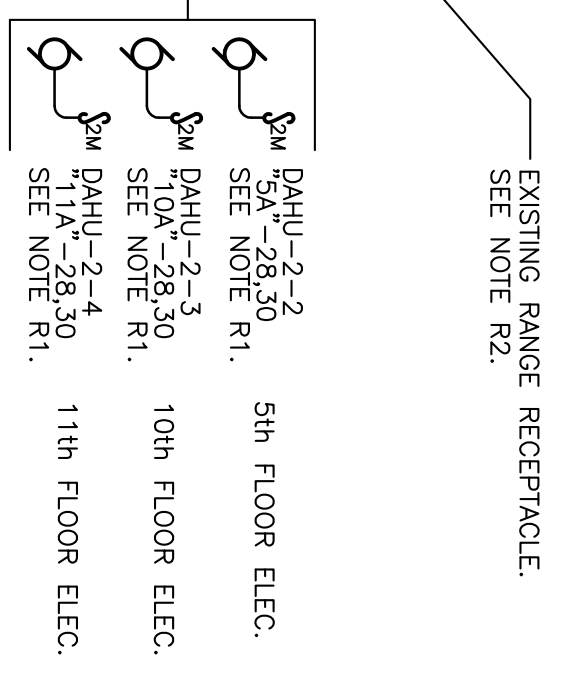 EXISTING RANGE RECEPTACLE.
SEE NOTE R2.
S2M
DAHU-2-2
"5A"-28,30
SEE NOTE R1.
5th FLOOR ELEC.
S2M
DAHU-2-3
"10A"-28,30
SEE NOTE R1.
10th FLOOR ELEC.
S2M
DAHU-2-4
"11A"-28,30
SEE NOTE R1.
11th FLOOR ELEC.